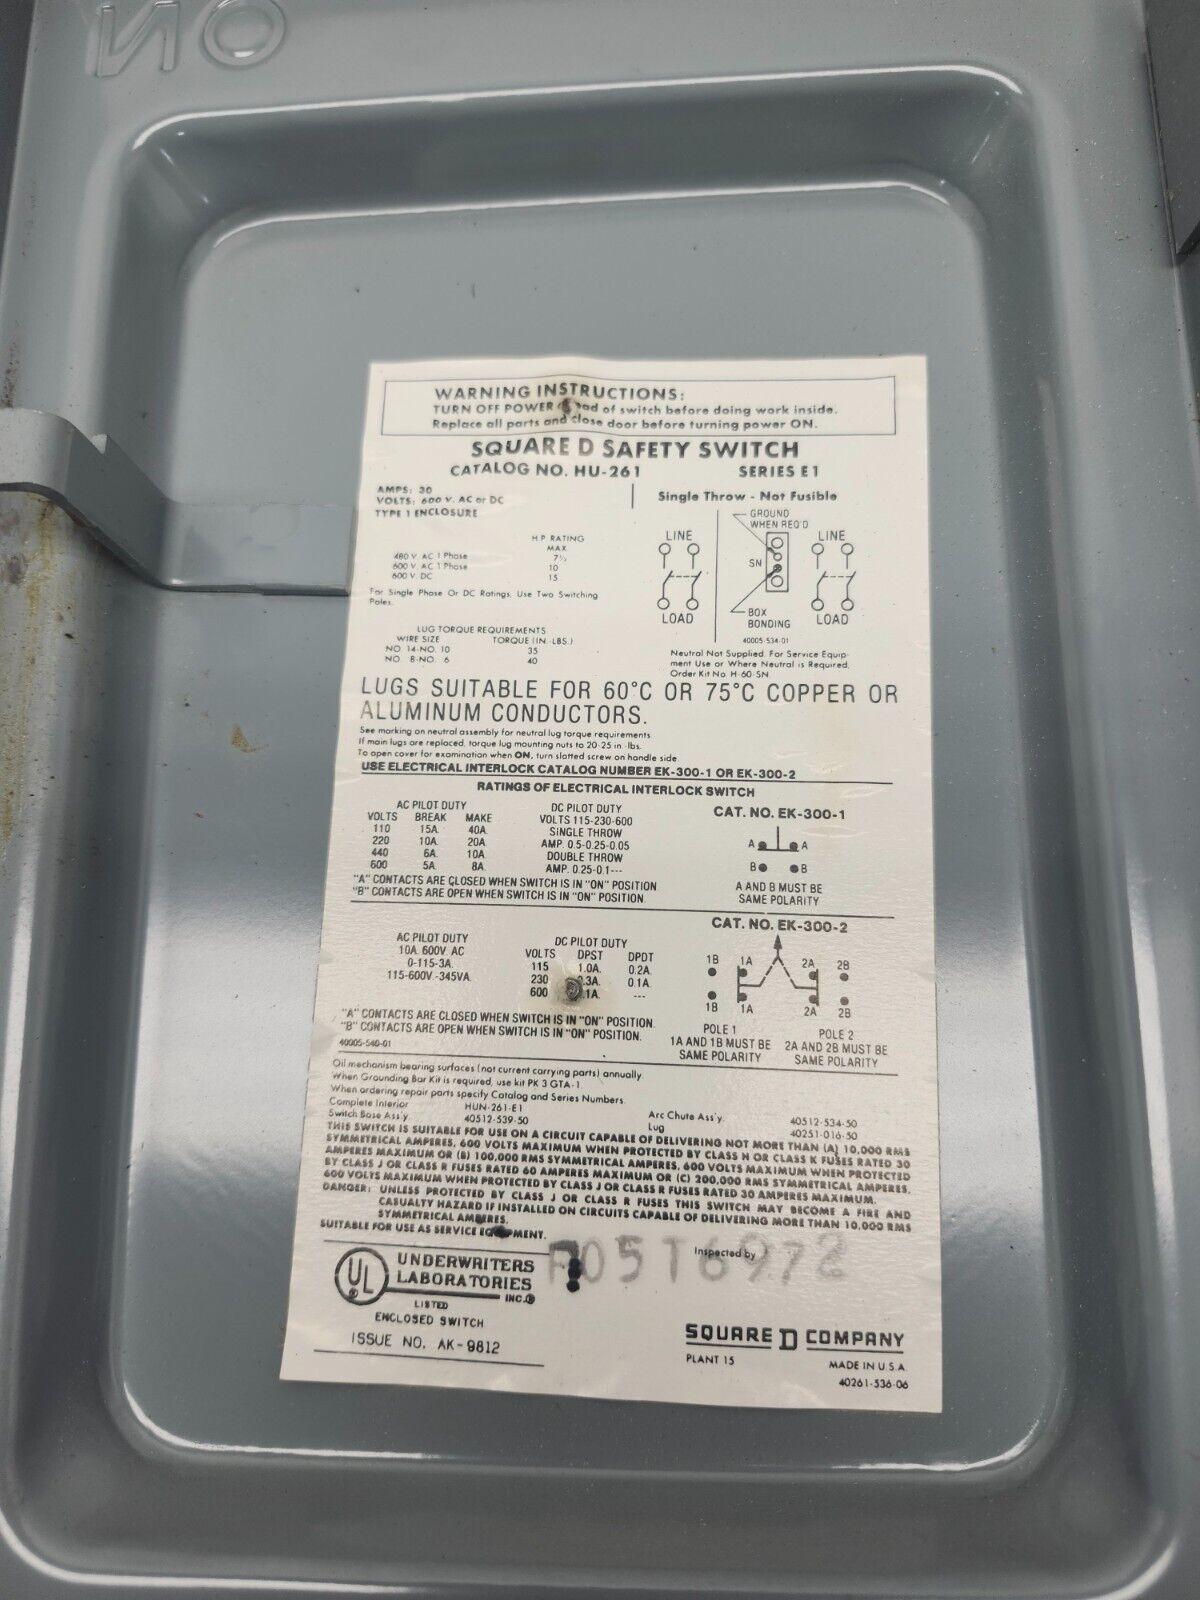 ON
WARNING INSTRUCTIONS:
TURN OFF POWER ead of switch before doing work inside.
Replace all parts and close door before turning power ON.
SQUARE D SAFETY SWITCH
CATALOG NO. HU-261 SERIES E1
AMPS: 30
VOLTS: 600 V. AC or DC
TYPE 1 ENCLOSURE
Single Throw - Not Fusible
H.P. RATING
MAX
480 V. AC 1 Phase 7½
600 V. AC 1 Phase 10
600 V. DC 15
For Single Phase Or DC Ratings, Use Two Switching
Poles.
LUG TORQUE REQUIREMENTS
WIRE SIZE TORQUE (IN.-LBS.)
NO. 14-NO. 10 35
NO. 8-NO. 6 40
GROUND
WHEN REQ'D
LINE LINE
SN
LOAD LOAD
BOX
BONDING
40005-534-01
Neutral Not Supplied. For Service Equip-
ment Use or Where Neutral is Required,
Order Kit No. H-60-SN
LUGS SUITABLE FOR 60°C OR 75°C COPPER OR
ALUMINUM CONDUCTORS.
See marking on neutral assembly for neutral lug torque requirements
If main lugs are replaced, torque lug mounting nuts to 20-25 in.-lbs.
To open cover for examination when ON, turn slotted screw on handle side
USE ELECTRICAL INTERLOCK CATALOG NUMBER EK-300-1 OR EK-300-2
RATINGS OF ELECTRICAL INTERLOCK SWITCH
AC PILOT DUTY
VOLTS BREAK MAKE
110 15A. 40A.
220 10A. 20A.
440 6A. 10A.
600 5A. 8A.
DC PILOT DUTY
VOLTS 115-230-600
SINGLE THROW
AMP. 0.5-0.25-0.05
DOUBLE THROW
AMP. 0.25-0.1---
CAT. NO. EK-300-1
A A
B B
A AND B MUST BE
SAME POLARITY
"A" CONTACTS ARE CLOSED WHEN SWITCH IS IN "ON" POSITION
"B" CONTACTS ARE OPEN WHEN SWITCH IS IN "ON" POSITION.
CAT. NO. EK-300-2
AC PILOT DUTY
10A. 600V. AC
0-115-3A.
115-600V.-345VA.
DC PILOT DUTY
VOLTS DPST DPDT
115 1.0A. 0.2A.
230 .3A. 0.1A.
600 .1A. ---
1B 1A 2A 2B
1B 1A 2A 2B
POLE 1
1A AND 1B MUST BE
SAME POLARITY
POLE 2
2A AND 2B MUST BE
SAME POLARITY
"A" CONTACTS ARE CLOSED WHEN SWITCH IS IN "ON" POSITION.
"B" CONTACTS ARE OPEN WHEN SWITCH IS IN "ON" POSITION.
40005-540-01
Oil mechanism bearing surfaces (not current carrying parts) annually.
When Grounding Bar Kit is required, use kit PK 3 GTA-1.
When ordering repair parts specify Catalog and Series Numbers.
Complete Interior HUN-261-E1
Switch Base Ass'y. 40512-539-50
Arc Chute Ass'y. 40512-534-50
Lug 40251-016-50
THIS SWITCH IS SUITABLE FOR USE ON A CIRCUIT CAPABLE OF DELIVERING NOT MORE THAN (A) 10,000 RMS
SYMMETRICAL AMPERES, 600 VOLTS MAXIMUM WHEN PROTECTED BY CLASS H OR CLASS K FUSES RATED 30
AMPERES MAXIMUM OR (B) 100,000 RMS SYMMETRICAL AMPERES, 600 VOLTS MAXIMUM WHEN PROTECTED
BY CLASS J OR CLASS R FUSES RATED 60 AMPERES MAXIMUM OR (C) 200,000 RMS SYMMETRICAL AMPERES,
600 VOLTS MAXIMUM WHEN PROTECTED BY CLASS J OR CLASS R FUSES RATED 30 AMPERES MAXIMUM.
DANGER: UNLESS PROTECTED BY CLASS J OR CLASS R FUSES THIS SWITCH MAY BECOME A FIRE AND
CASUALTY HAZARD IF INSTALLED ON CIRCUITS CAPABLE OF DELIVERING MORE THAN 10,000 RMS
SYMMETRICAL AMPERES.
SUITABLE FOR USE AS SERVICE EQUIPMENT.
Inspected by
05T6972
UL
UNDERWRITERS
LABORATORIES
INC.®
LISTED
ENCLOSED SWITCH
ISSUE NO. AK-9812
SQUARE D COMPANY
PLANT 15 MADE IN U.S.A.
40261-536-06